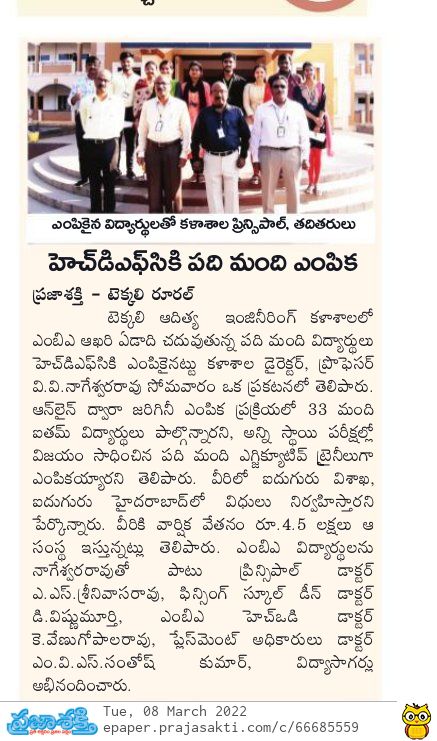 ఎంపికైన విద్యార్థులతో కళాశాల ప్రిన్సిపాల్, తదితరులు
హెచ్‌డిఎఫ్‌సికి పది మంది ఎంపిక
ప్రజాశక్తి - టెక్కలి రూరల్
టెక్కలి ఆదిత్య ఇంజినీరింగ్ కళాశాలలో
ఎంబిఎ ఆఖరి ఏడాది చదువుతున్న పది మంది విద్యార్థులు
హెచ్‌డిఎఫ్‌సికి ఎంపికైనట్టు కళాశాల డైరెక్టర్, ప్రొఫెసర్
వి.వి.నాగేశ్వరరావు సోమవారం ఒక ప్రకటనలో తెలిపారు.
ఆన్‌లైన్ ద్వారా జరిగినీ ఎంపిక ప్రక్రియలో 33 మంది
ఐతమ్ విద్యార్థులు పాల్గొన్నారని, అన్ని స్థాయి పరీక్షల్లో
విజయం సాధించిన పది మంది ఎగ్జిక్యూటివ్ ట్రైనీలుగా
ఎంపికయ్యారని తెలిపారు. వీరిలో ఐదుగురు విశాఖ,
ఐదుగురు హైదరాబాద్‌లో విధులు నిర్వహిస్తారని
పేర్కొన్నారు. వీరికి వార్షిక వేతనం రూ.4.5 లక్షలు ఆ
సంస్థ ఇస్తున్నట్లు తెలిపారు. ఎంబిఎ విద్యార్థులను
నాగేశ్వరరావుతో పాటు ప్రిన్సిపాల్ డాక్టర్
ఎ.ఎస్.శ్రీనివాసరావు, ఫినిన్సింగ్ స్కూల్ డీన్ డాక్టర్
డి.విష్ణుమూర్తి, ఎంబిఎ హెచ్ఒడి డాక్టర్
కె.వేణుగోపాలరావు, ప్లేస్‌మెంట్ అధికారులు డాక్టర్
ఎం.వి.ఎస్.సంతోష్ కుమార్, విద్యాసాగర్లు
అభినందించారు.
ప్రజాశక్తి
Tue, 08 March 2022
epaper.prajasakti.com/c/66685559